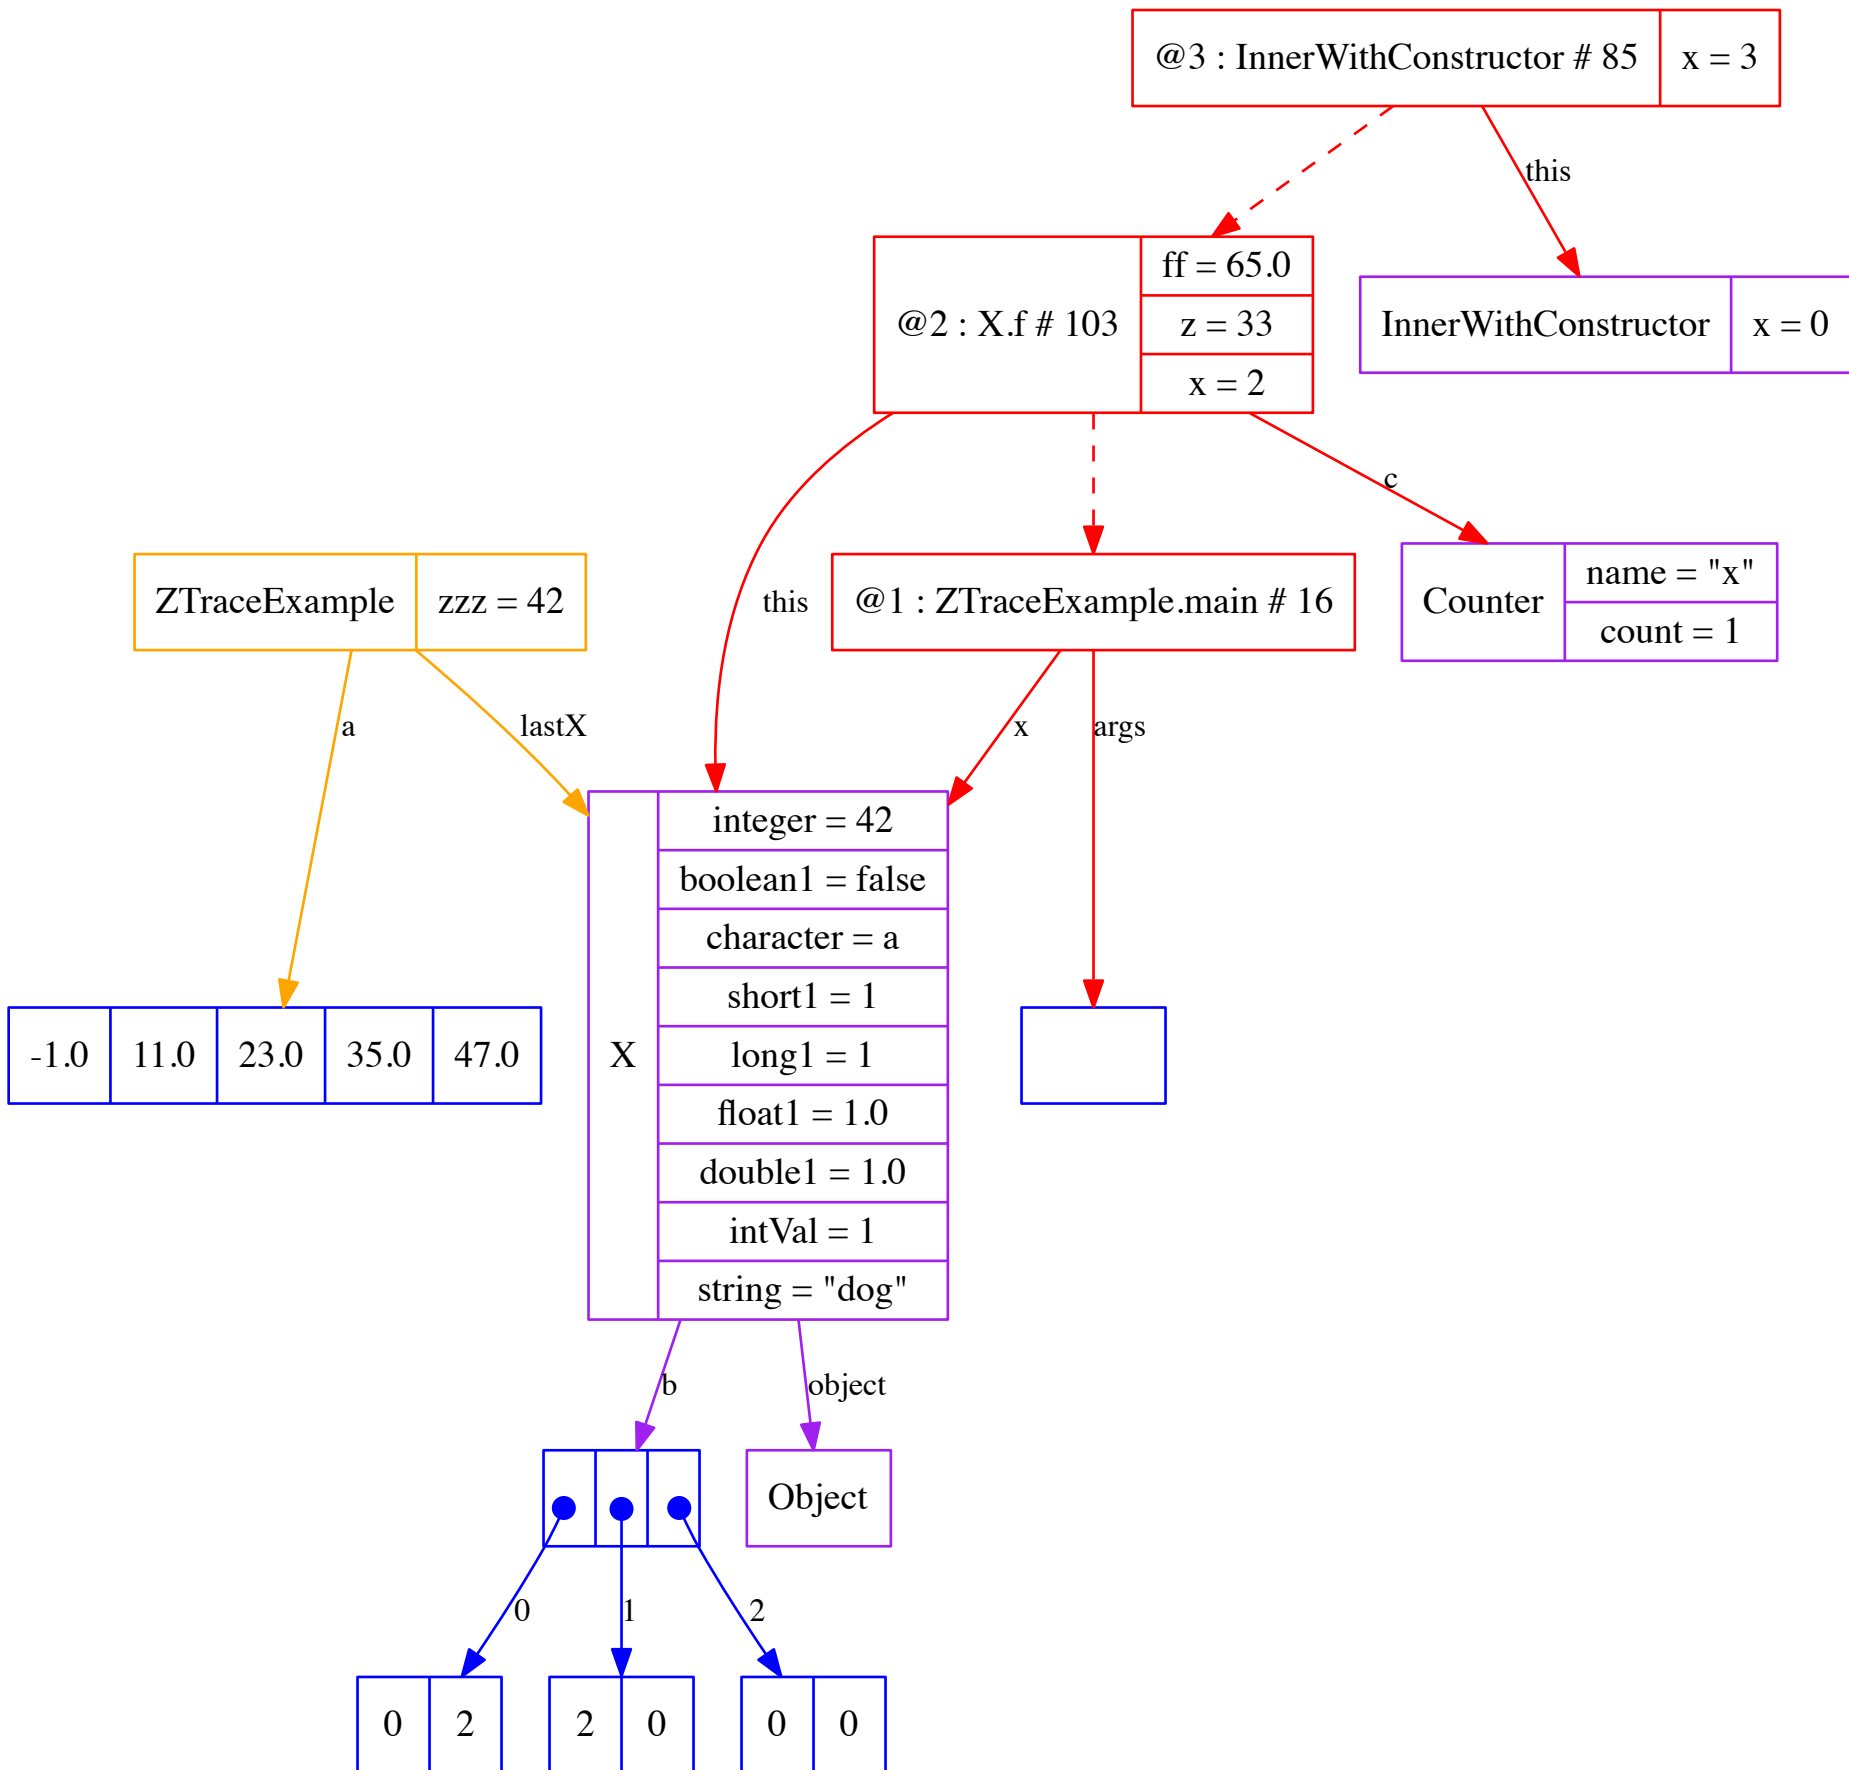 @3 : InnerWithConstructor # 85
x = 3
this
@2 : X.f # 103
ff = 65.0
z = 33
x = 2
InnerWithConstructor
x = 0
c
ZTraceExample
zzz = 42
this
@1 : ZTraceExample.main # 16
Counter
name = "x"
count = 1
a
lastX
x
args
X
integer = 42
boolean1 = false
character = a
short1 = 1
long1 = 1
float1 = 1.0
double1 = 1.0
intVal = 1
string = "dog"
-1.0
11.0
23.0
35.0
47.0
b
object
Object
0
1
2
0
2
2
0
0
0